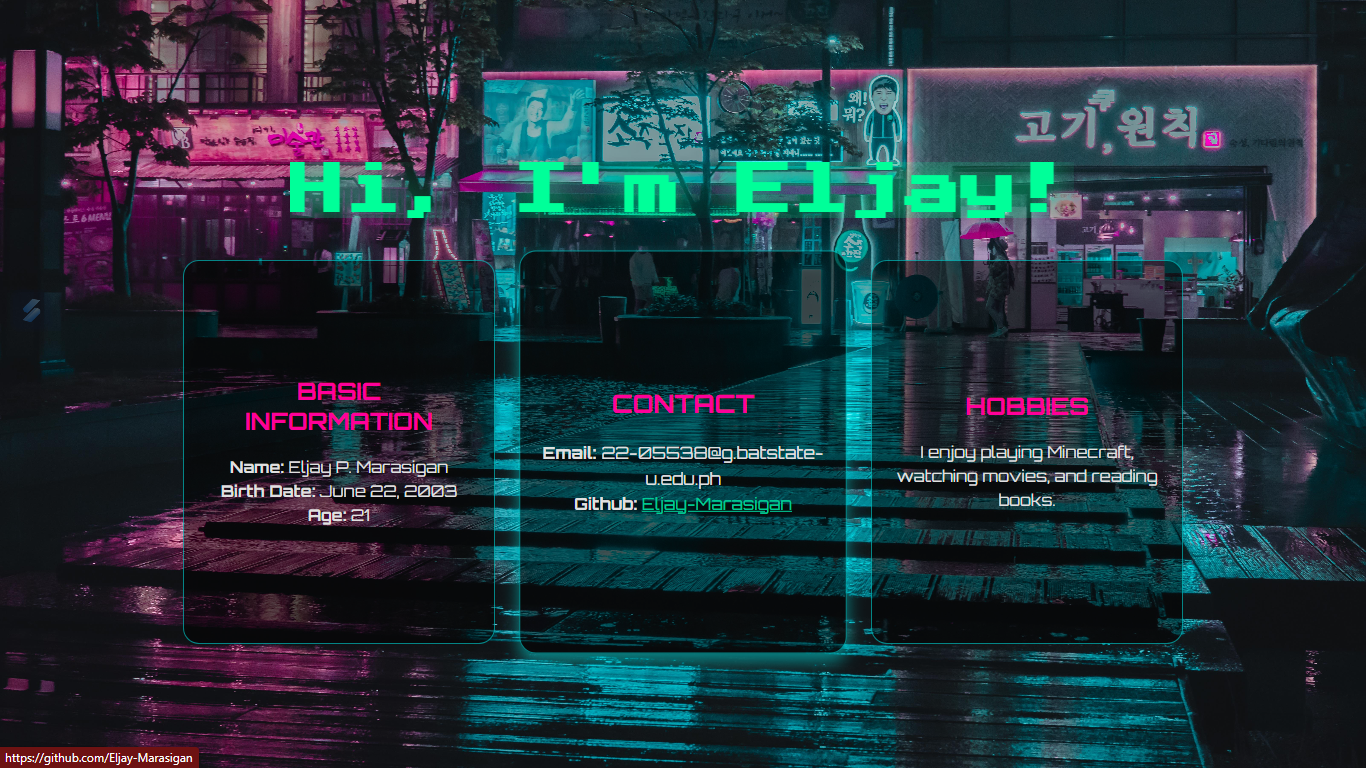 왜!
뭐?
고기,원칙
Hi, I'm Eljay!
BASIC
INFORMATION
Name: Eljay P. Marasigan
Birth Date: June 22, 2003
Age: 21
CONTACT
Email: 22-05538@g.batstate-
u.edu.ph
Github: Eljay-Marasigan
HOBBIES
I enjoy playing Minecraft,
watching movies, and reading
books.
https://github.com/Eljay-Marasigan